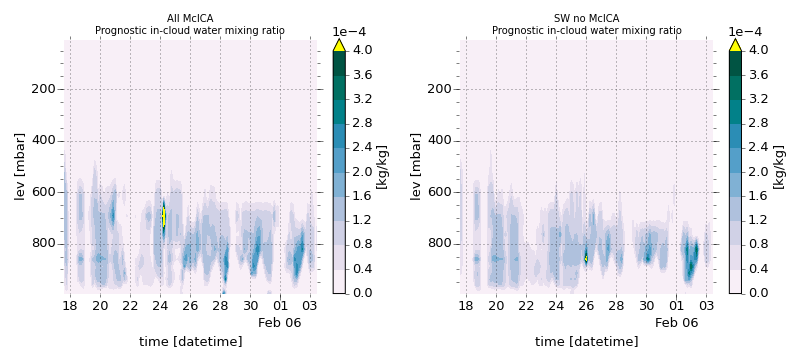 All McICA
Prognostic in-cloud water mixing ratio
1e−4
4.0
3.6
3.2
2.8
2.4
2.0
1.6
1.2
0.8
0.4
0.0
[kg/kg]
200
400
600
800
lev [mbar]
18 20 22 24 26 28 30 01 03
Feb 06
time [datetime]
SW no McICA
Prognostic in-cloud water mixing ratio
1e−4
4.0
3.6
3.2
2.8
2.4
2.0
1.6
1.2
0.8
0.4
0.0
[kg/kg]
200
400
600
800
lev [mbar]
18 20 22 24 26 28 30 01 03
Feb 06
time [datetime]